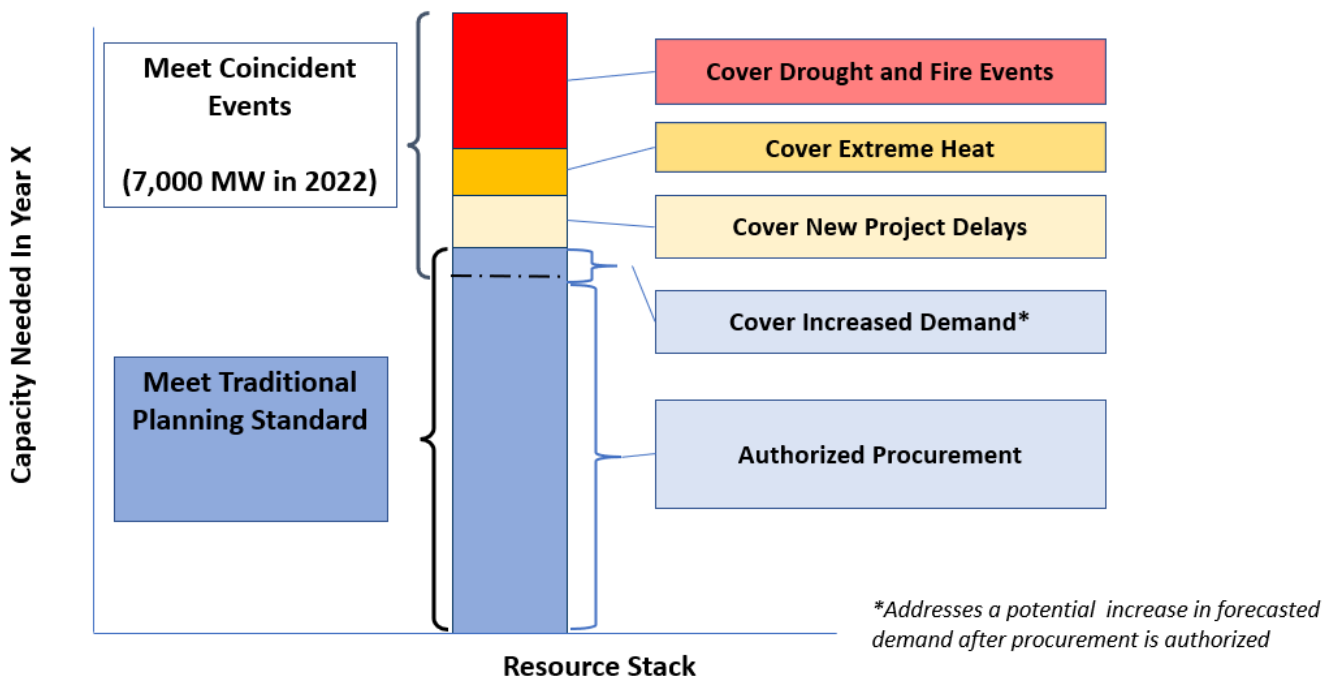 Capacity Needed In Year X
Meet Coincident
Events
(7,000 MW in 2022)
Meet Traditional
Planning Standard
Cover Drought and Fire Events
Cover Extreme Heat
Cover New Project Delays
Cover Increased Demand*
Authorized Procurement
*Addresses a potential increase in forecasted
demand after procurement is authorized
Resource Stack